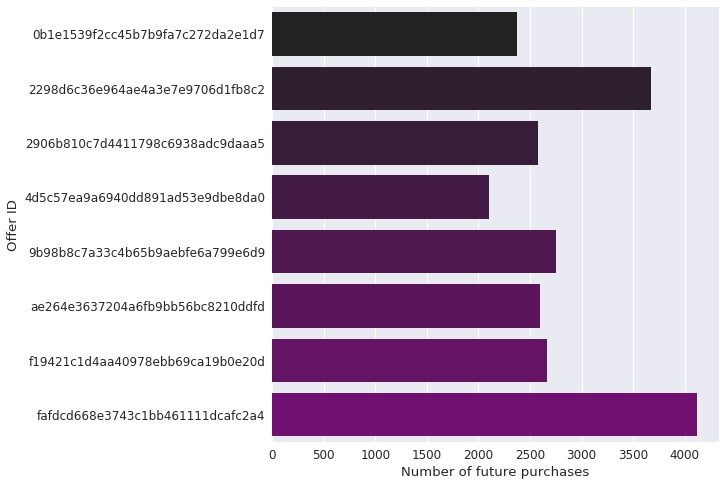 0b1e1539f2cc45b7b9fa7c272da2e1d7
2298d6c36e964ae4a3e7e9706d1fb8c2
2906b810c7d4411798c6938adc9daaa5
4d5c57ea9a6940dd891ad53e9dbe8da0
9b98b8c7a33c4b65b9aebfe6a799e6d9
ae264e3637204a6fb9bb56bc8210ddfd
f19421c1d4aa40978ebb69ca19b0e20d
fafdcd668e3743c1bb461111dcafc2a4
Offer ID
0 500 1000 1500 2000 2500 3000 3500 4000
Number of future purchases